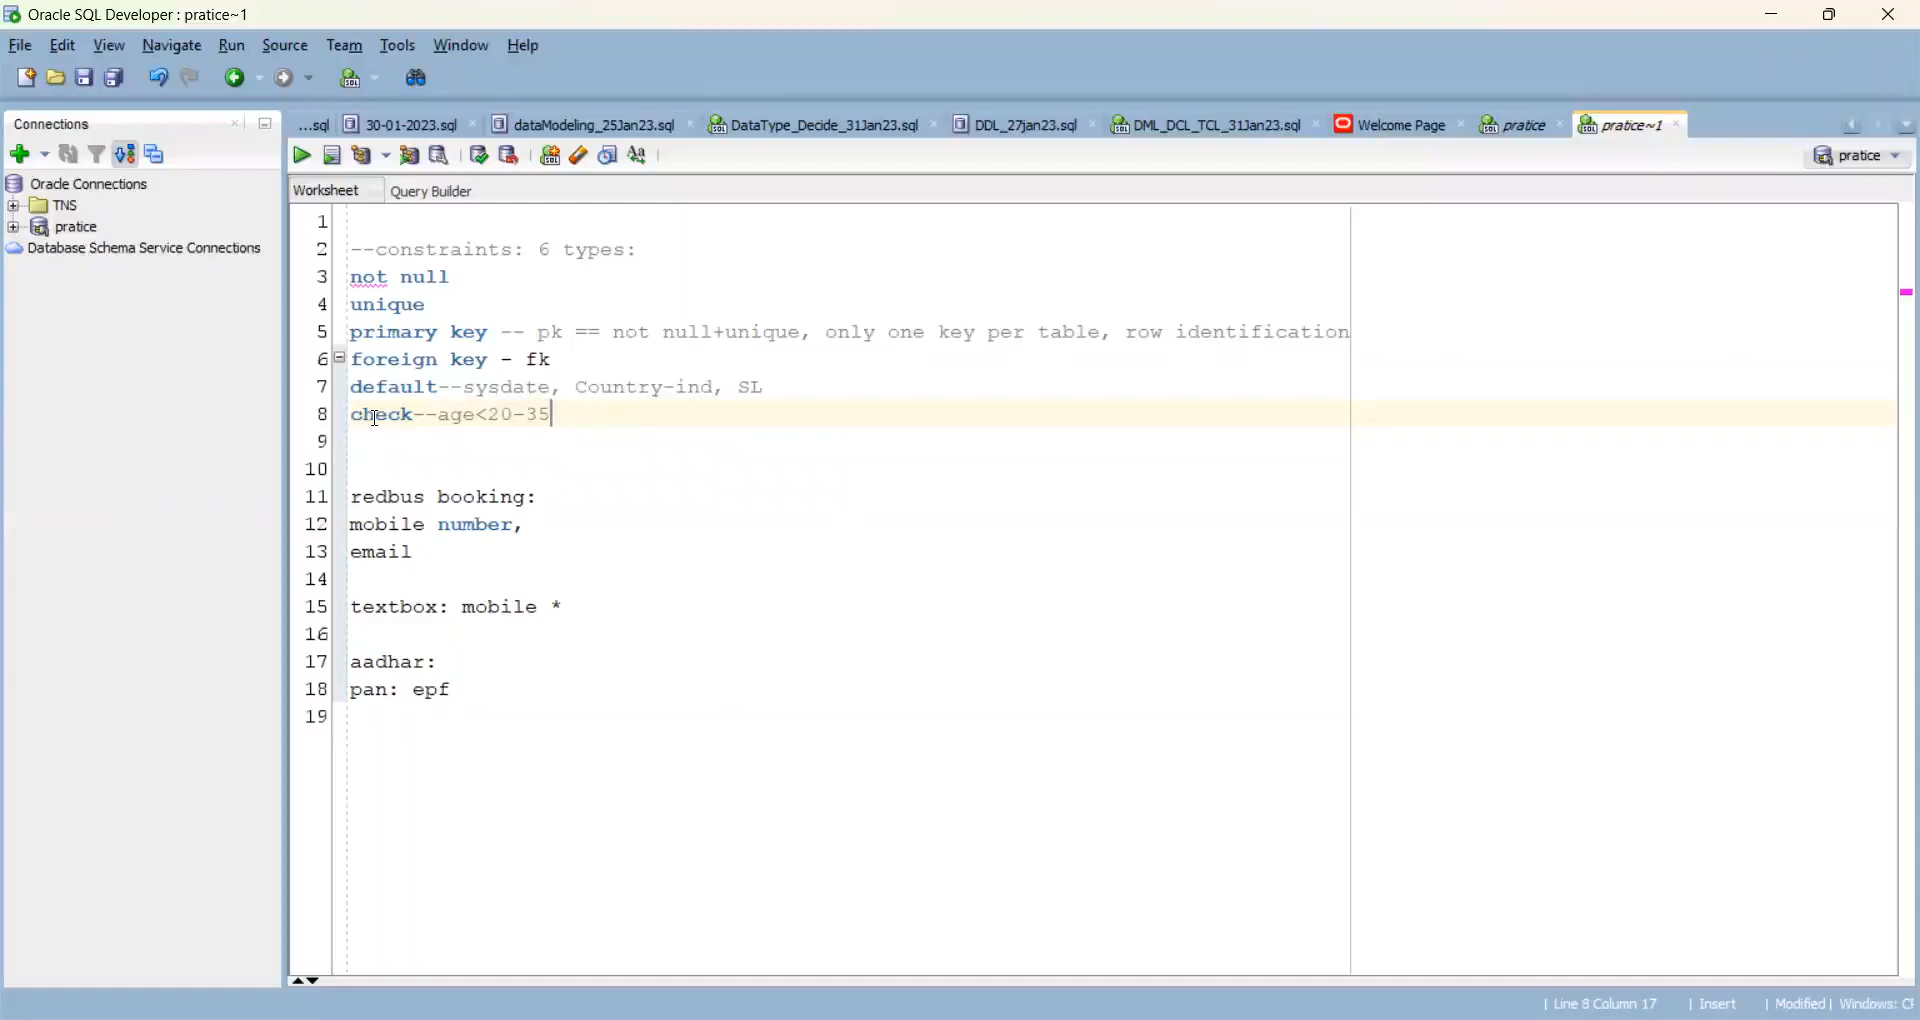 Oracle SQL Developer : pratice~1
File Edit View Navigate Run Source Team Tools Window Help
Connections
...sql 30-01-2023.sql dataModeling_25Jan23.sql DataType_Decide_31Jan23.sql DDL_27jan23.sql DML_DCL_TCL_31Jan23.sql Welcome Page pratice pratice~1
pratice
Oracle Connections
TNS
pratice
Database Schema Service Connections
Worksheet Query Builder
1
2 --constraints: 6 types:
3 not null
4 unique
5 primary key -- pk == not null+unique, only one key per table, row identification
6 foreign key - fk
7 default--sysdate, Country-ind, SL
8 check--age<20-35
9
10
11 redbus booking:
12 mobile number,
13 email
14
15 textbox: mobile *
16
17 aadhar:
18 pan: epf
19
| Line 8 Column 17 | Insert | Modified | Windows: